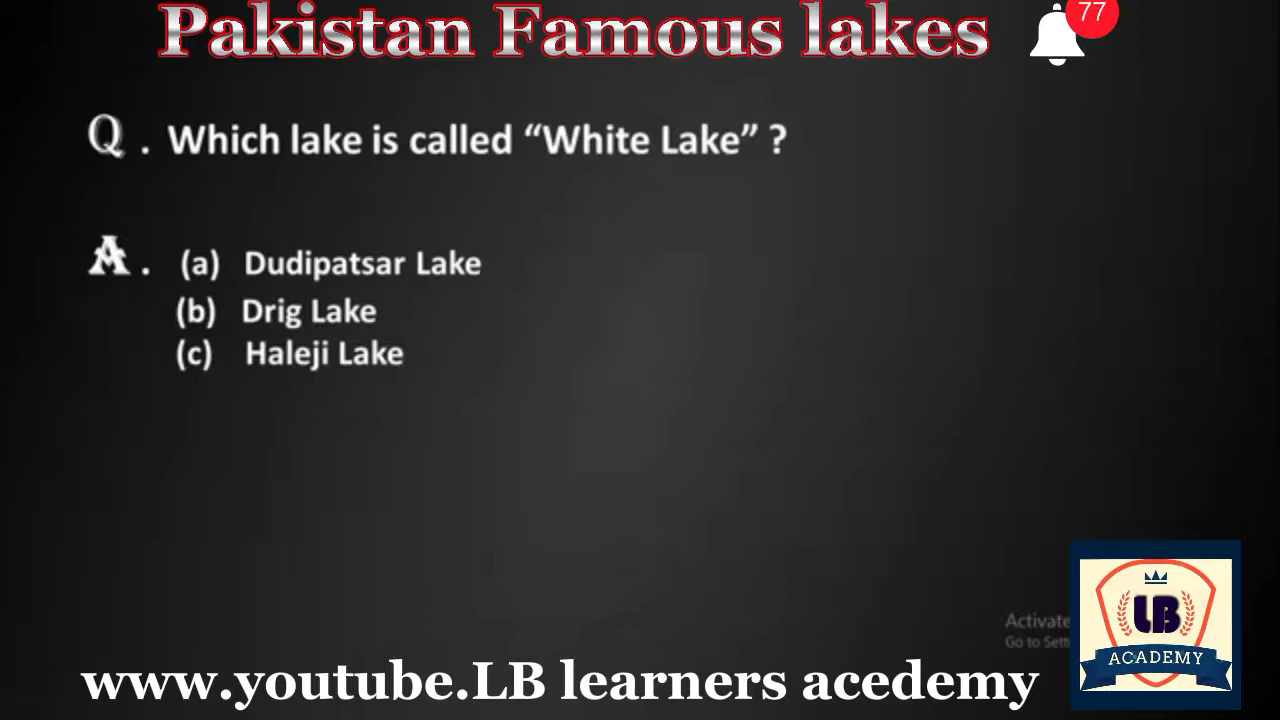 Pakistan Famous lakes
77
Q . Which lake is called “White Lake” ?
A . (a) Dudipatsar Lake
(b) Drig Lake
(c) Haleji Lake
Activate
Go to
LB
ACADEMY
www.youtube.LB learners acedemy